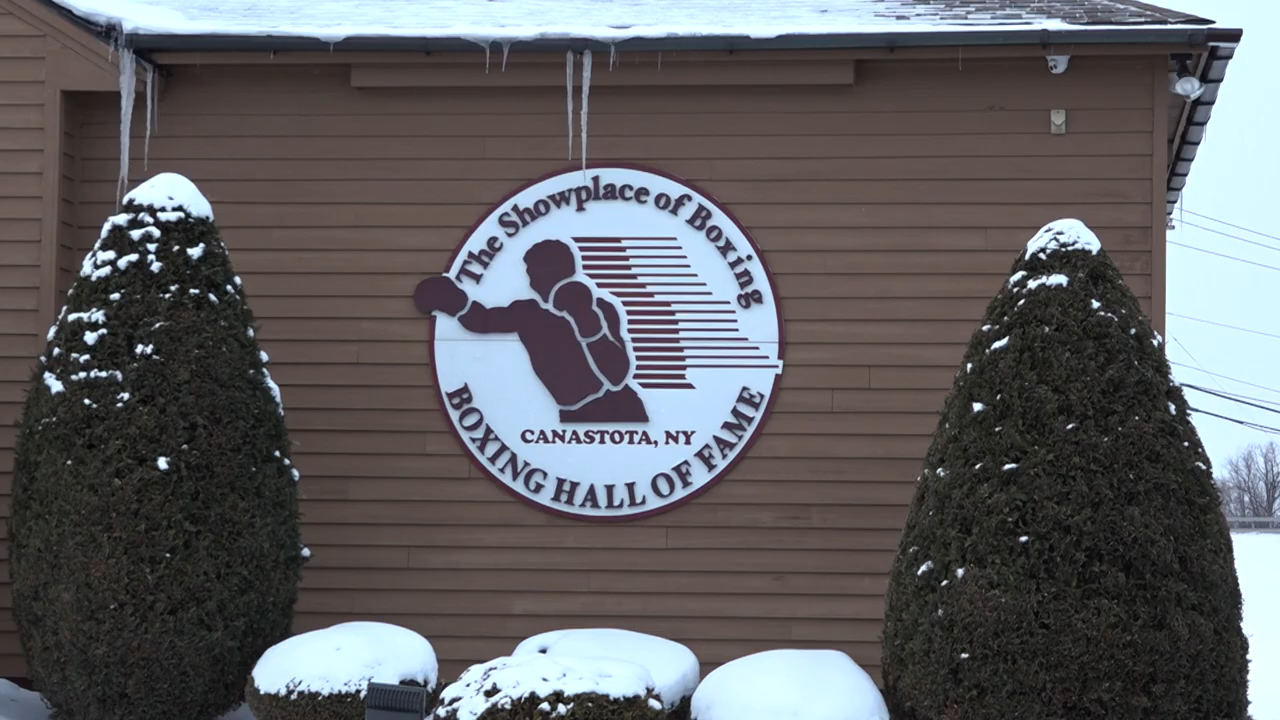 The Showplace of Boxing
CANASTOTA, NY
BOXING HALL OF FAME